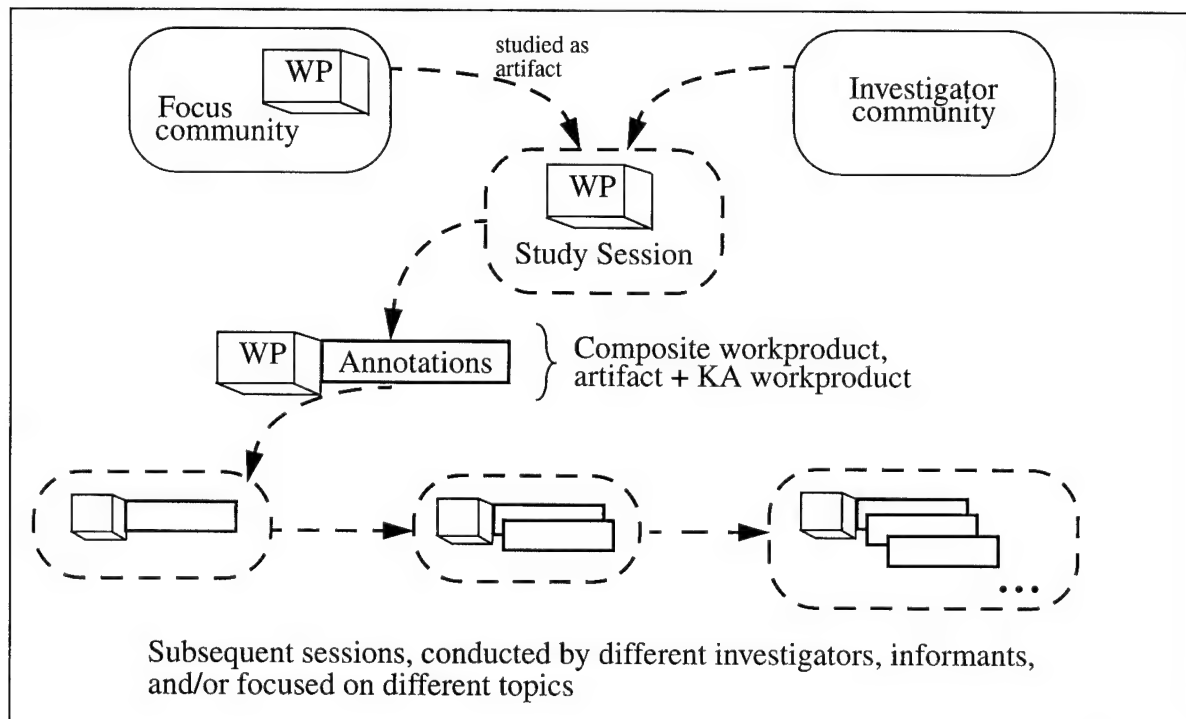 studied as
artifact
WP
Focus
community
Investigator
community
WP
Study Session
WP
Annotations
Composite workproduct,
artifact + KA workproduct
Subsequent sessions, conducted by different investigators, informants,
and/or focused on different topics